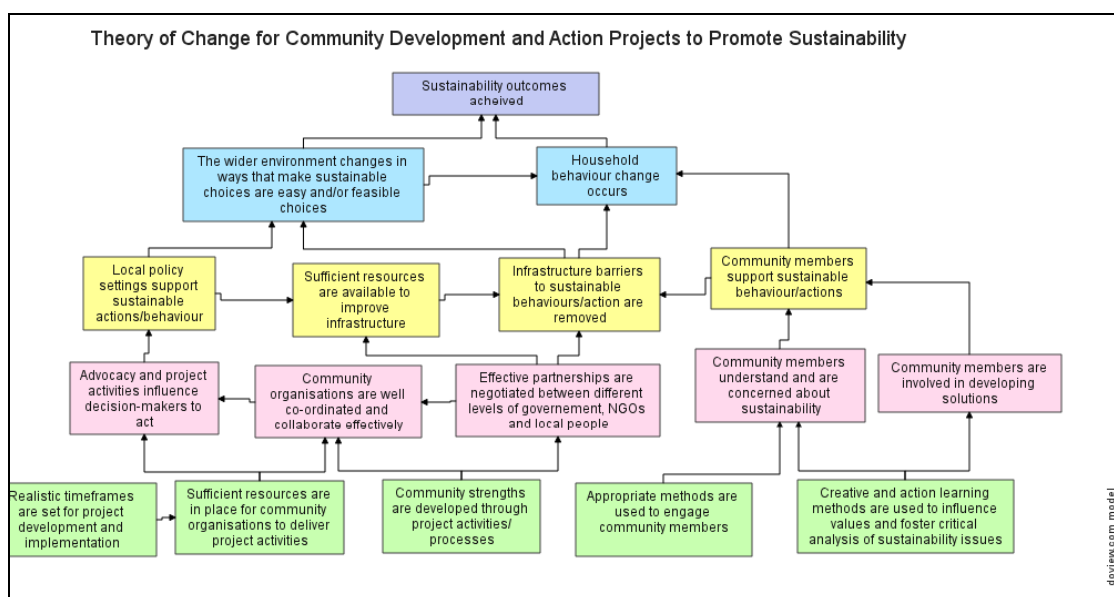 Theory of Change for Community Development and Action Projects to Promote Sustainability
Sustainability outcomes
acheived
The wider environment changes in
ways that make sustainable
choices are easy and/or feasible
choices
Household
behaviour change
occurs
Local policy
settings support
sustainable
actions/behaviour
Sufficient resources
are available to
improve
infrastructure
Infrastructure barriers
to sustainable
behaviours/action are
removed
Community members
support sustainable
behaviour/actions
Advocacy and project
activities influence
decision-makers to
act
Community
organisations are well
co-ordinated and
collaborate effectively
Effective partnerships are
negotiated between different
levels of governement, NGOs
and local people
Community members
understand and are
concerned about
sustainability
Community members are
involved in developing
solutions
Realistic timeframes
are set for project
development and
implementation
Sufficient resources are
in place for community
organisations to deliver
project activities
Community strengths
are developed through
project activities/
processes
Appropriate methods are
used to engage
community members
Creative and action learning
methods are used to influence
values and foster critical
analysis of sustainability issues
doview.com model